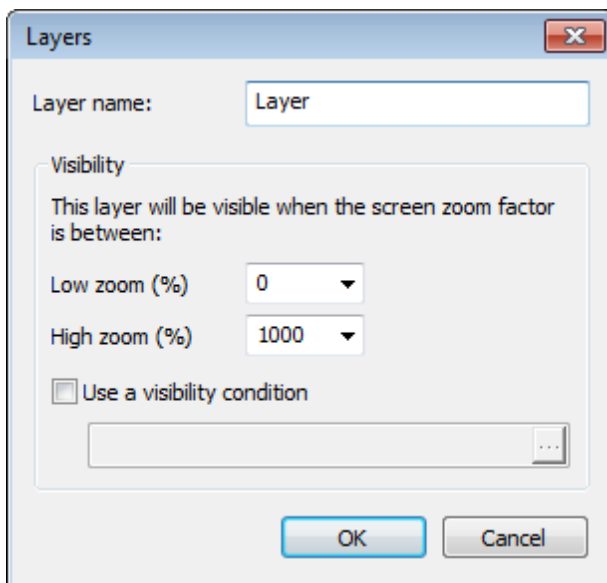 Layers
Layer name: Layer
Visibility
This layer will be visible when the screen zoom factor
is between:
Low zoom (%) 0
High zoom (%) 1000
Use a visibility condition
...
OK Cancel